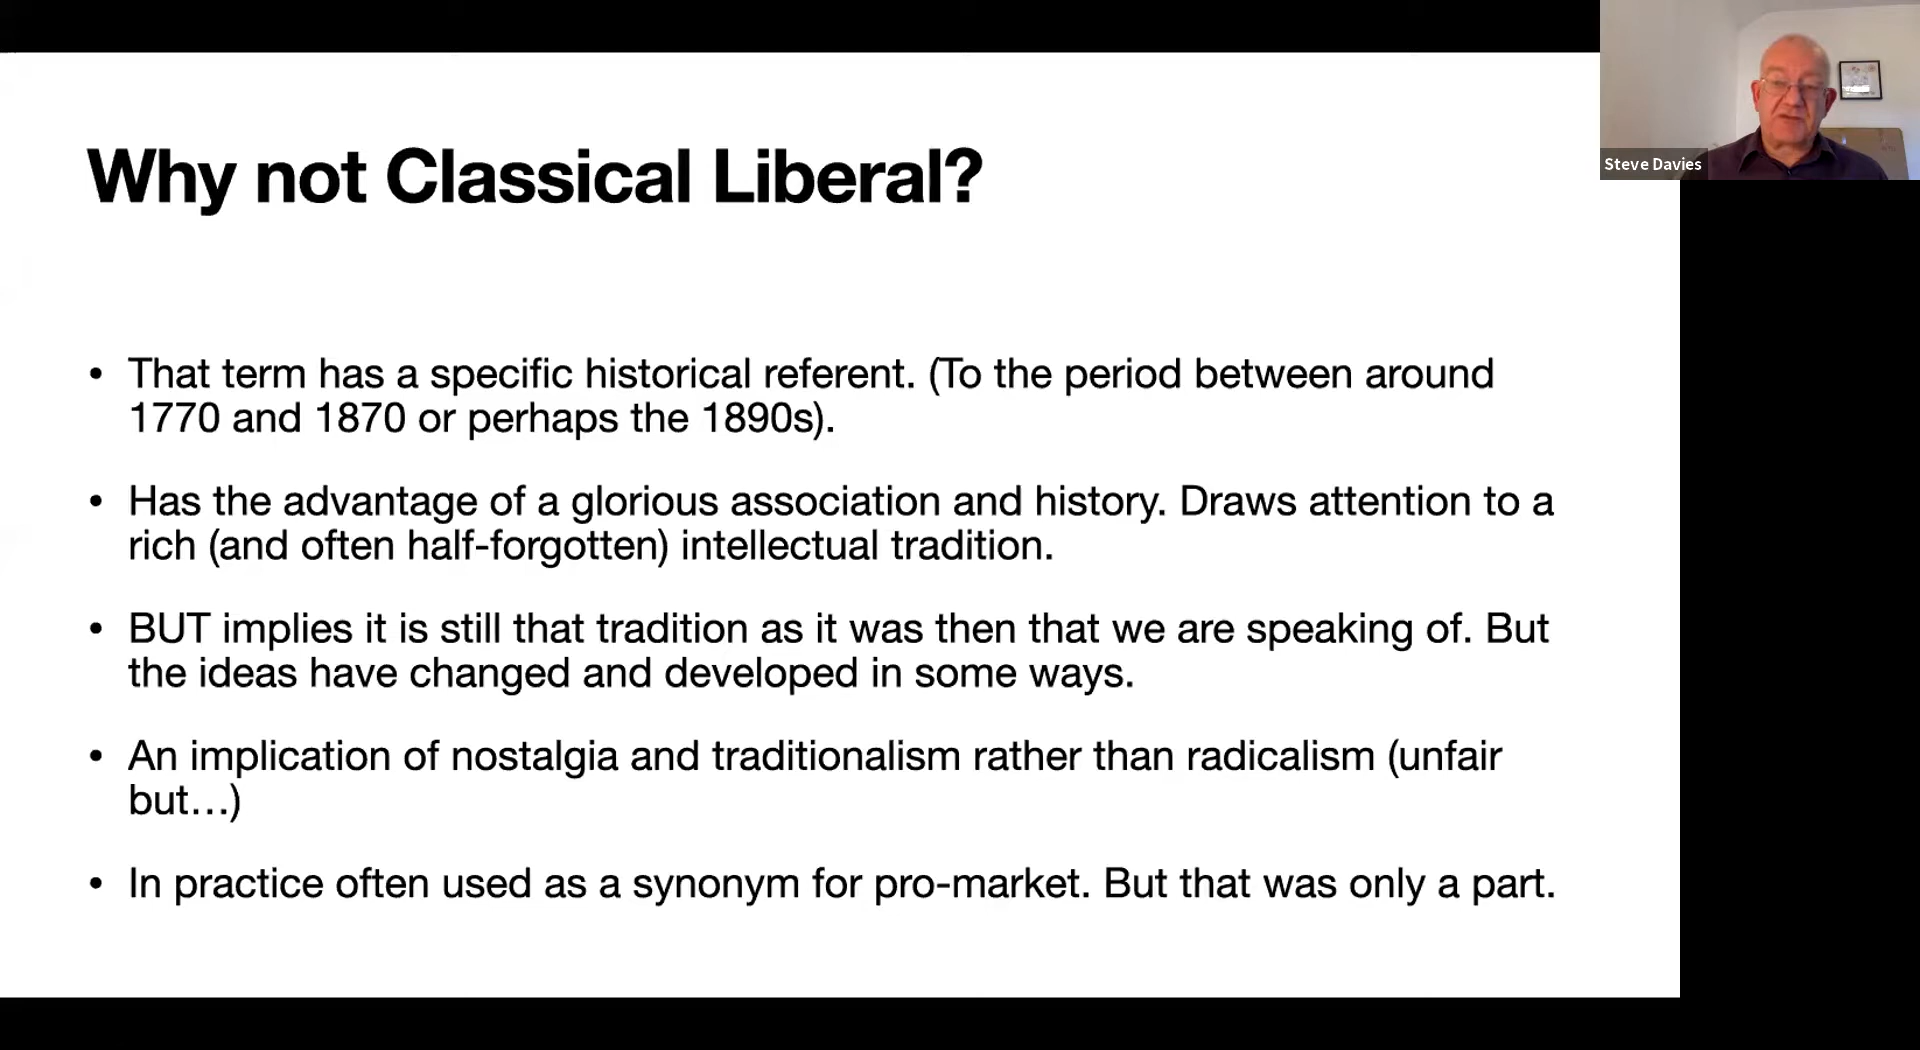 Why not Classical Liberal?
Steve Davies
• That term has a specific historical referent. (To the period between around
1770 and 1870 or perhaps the 1890s).
• Has the advantage of a glorious association and history. Draws attention to a
rich (and often half-forgotten) intellectual tradition.
• BUT implies it is still that tradition as it was then that we are speaking of. But
the ideas have changed and developed in some ways.
• An implication of nostalgia and traditionalism rather than radicalism (unfair
but…)
• In practice often used as a synonym for pro-market. But that was only a part.